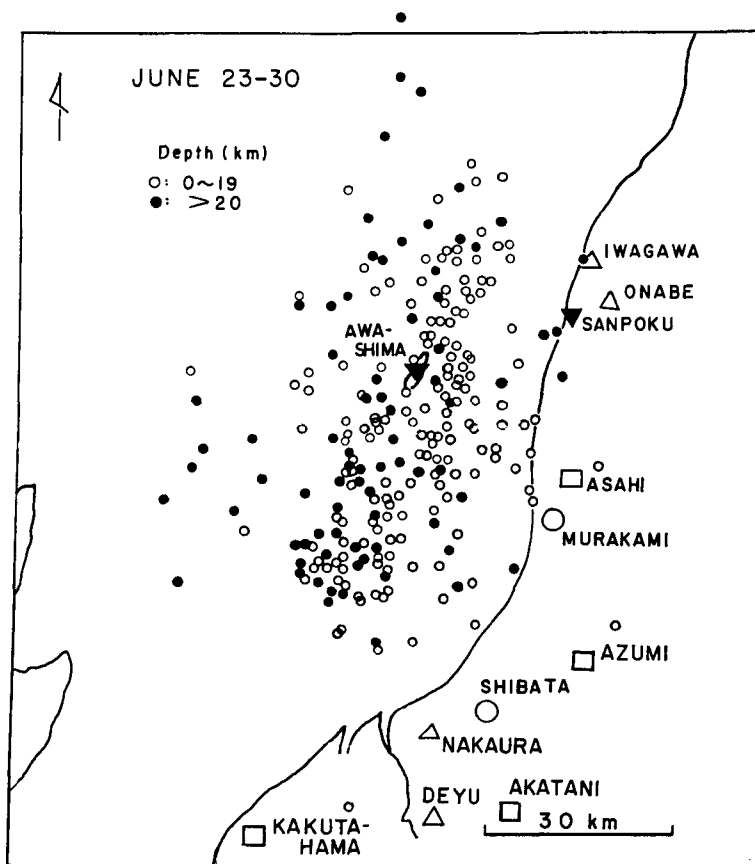 JUNE 23-30
Depth (km)
○: 0~19
●: >20
IWAGAWA
ONABE
SANPOKU
AWA-
SHIMA
ASAHI
MURAKAMI
AZUMI
SHIBATA
NAKAURA
DEYU
AKATANI
KAKUTA-
HAMA
30 km